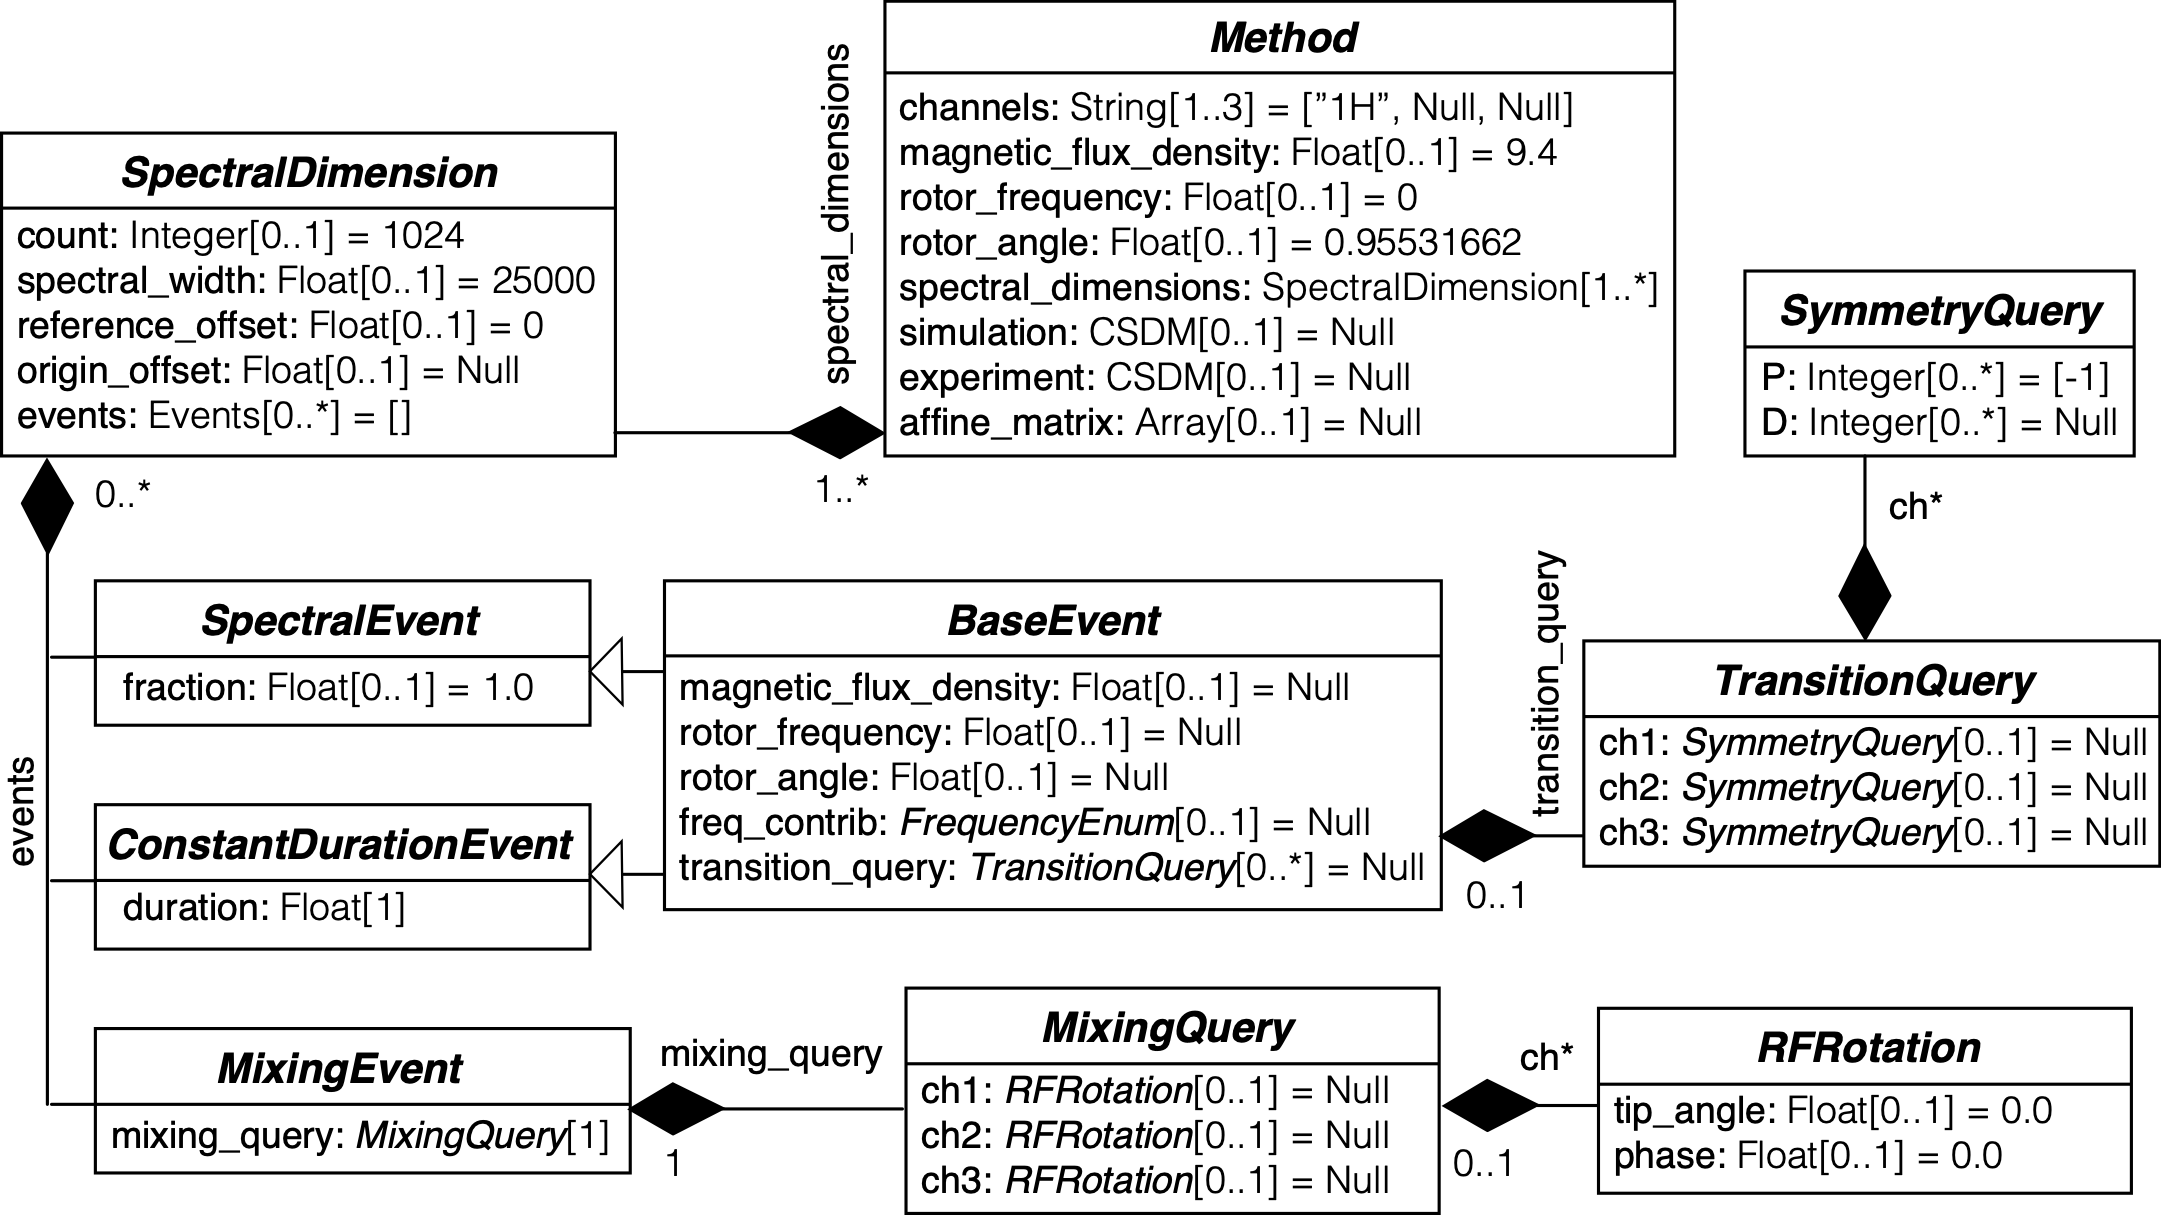 Method
channels: String[1..3] = [”1H”, Null, Null]
magnetic_flux_density: Float[0..1] = 9.4
rotor_frequency: Float[0..1] = 0
rotor_angle: Float[0..1] = 0.95531662
spectral_dimensions: SpectralDimension[1..*]
simulation: CSDM[0..1] = Null
experiment: CSDM[0..1] = Null
affine_matrix: Array[0..1] = Null
spectral_dimensions
1..*
SpectralDimension
count: Integer[0..1] = 1024
spectral_width: Float[0..1] = 25000
reference_offset: Float[0..1] = 0
origin_offset: Float[0..1] = Null
events: Events[0..*] = []
0..*
events
SymmetryQuery
P: Integer[0..*] = [-1]
D: Integer[0..*] = Null
ch*
SpectralEvent
fraction: Float[0..1] = 1.0
BaseEvent
magnetic_flux_density: Float[0..1] = Null
rotor_frequency: Float[0..1] = Null
rotor_angle: Float[0..1] = Null
freq_contrib: FrequencyEnum[0..1] = Null
transition_query: TransitionQuery[0..*] = Null
transition_query
0..1
TransitionQuery
ch1: SymmetryQuery[0..1] = Null
ch2: SymmetryQuery[0..1] = Null
ch3: SymmetryQuery[0..1] = Null
ConstantDurationEvent
duration: Float[1]
MixingEvent
mixing_query: MixingQuery[1]
mixing_query
1
MixingQuery
ch1: RFRotation[0..1] = Null
ch2: RFRotation[0..1] = Null
ch3: RFRotation[0..1] = Null
ch*
0..1
RFRotation
tip_angle: Float[0..1] = 0.0
phase: Float[0..1] = 0.0